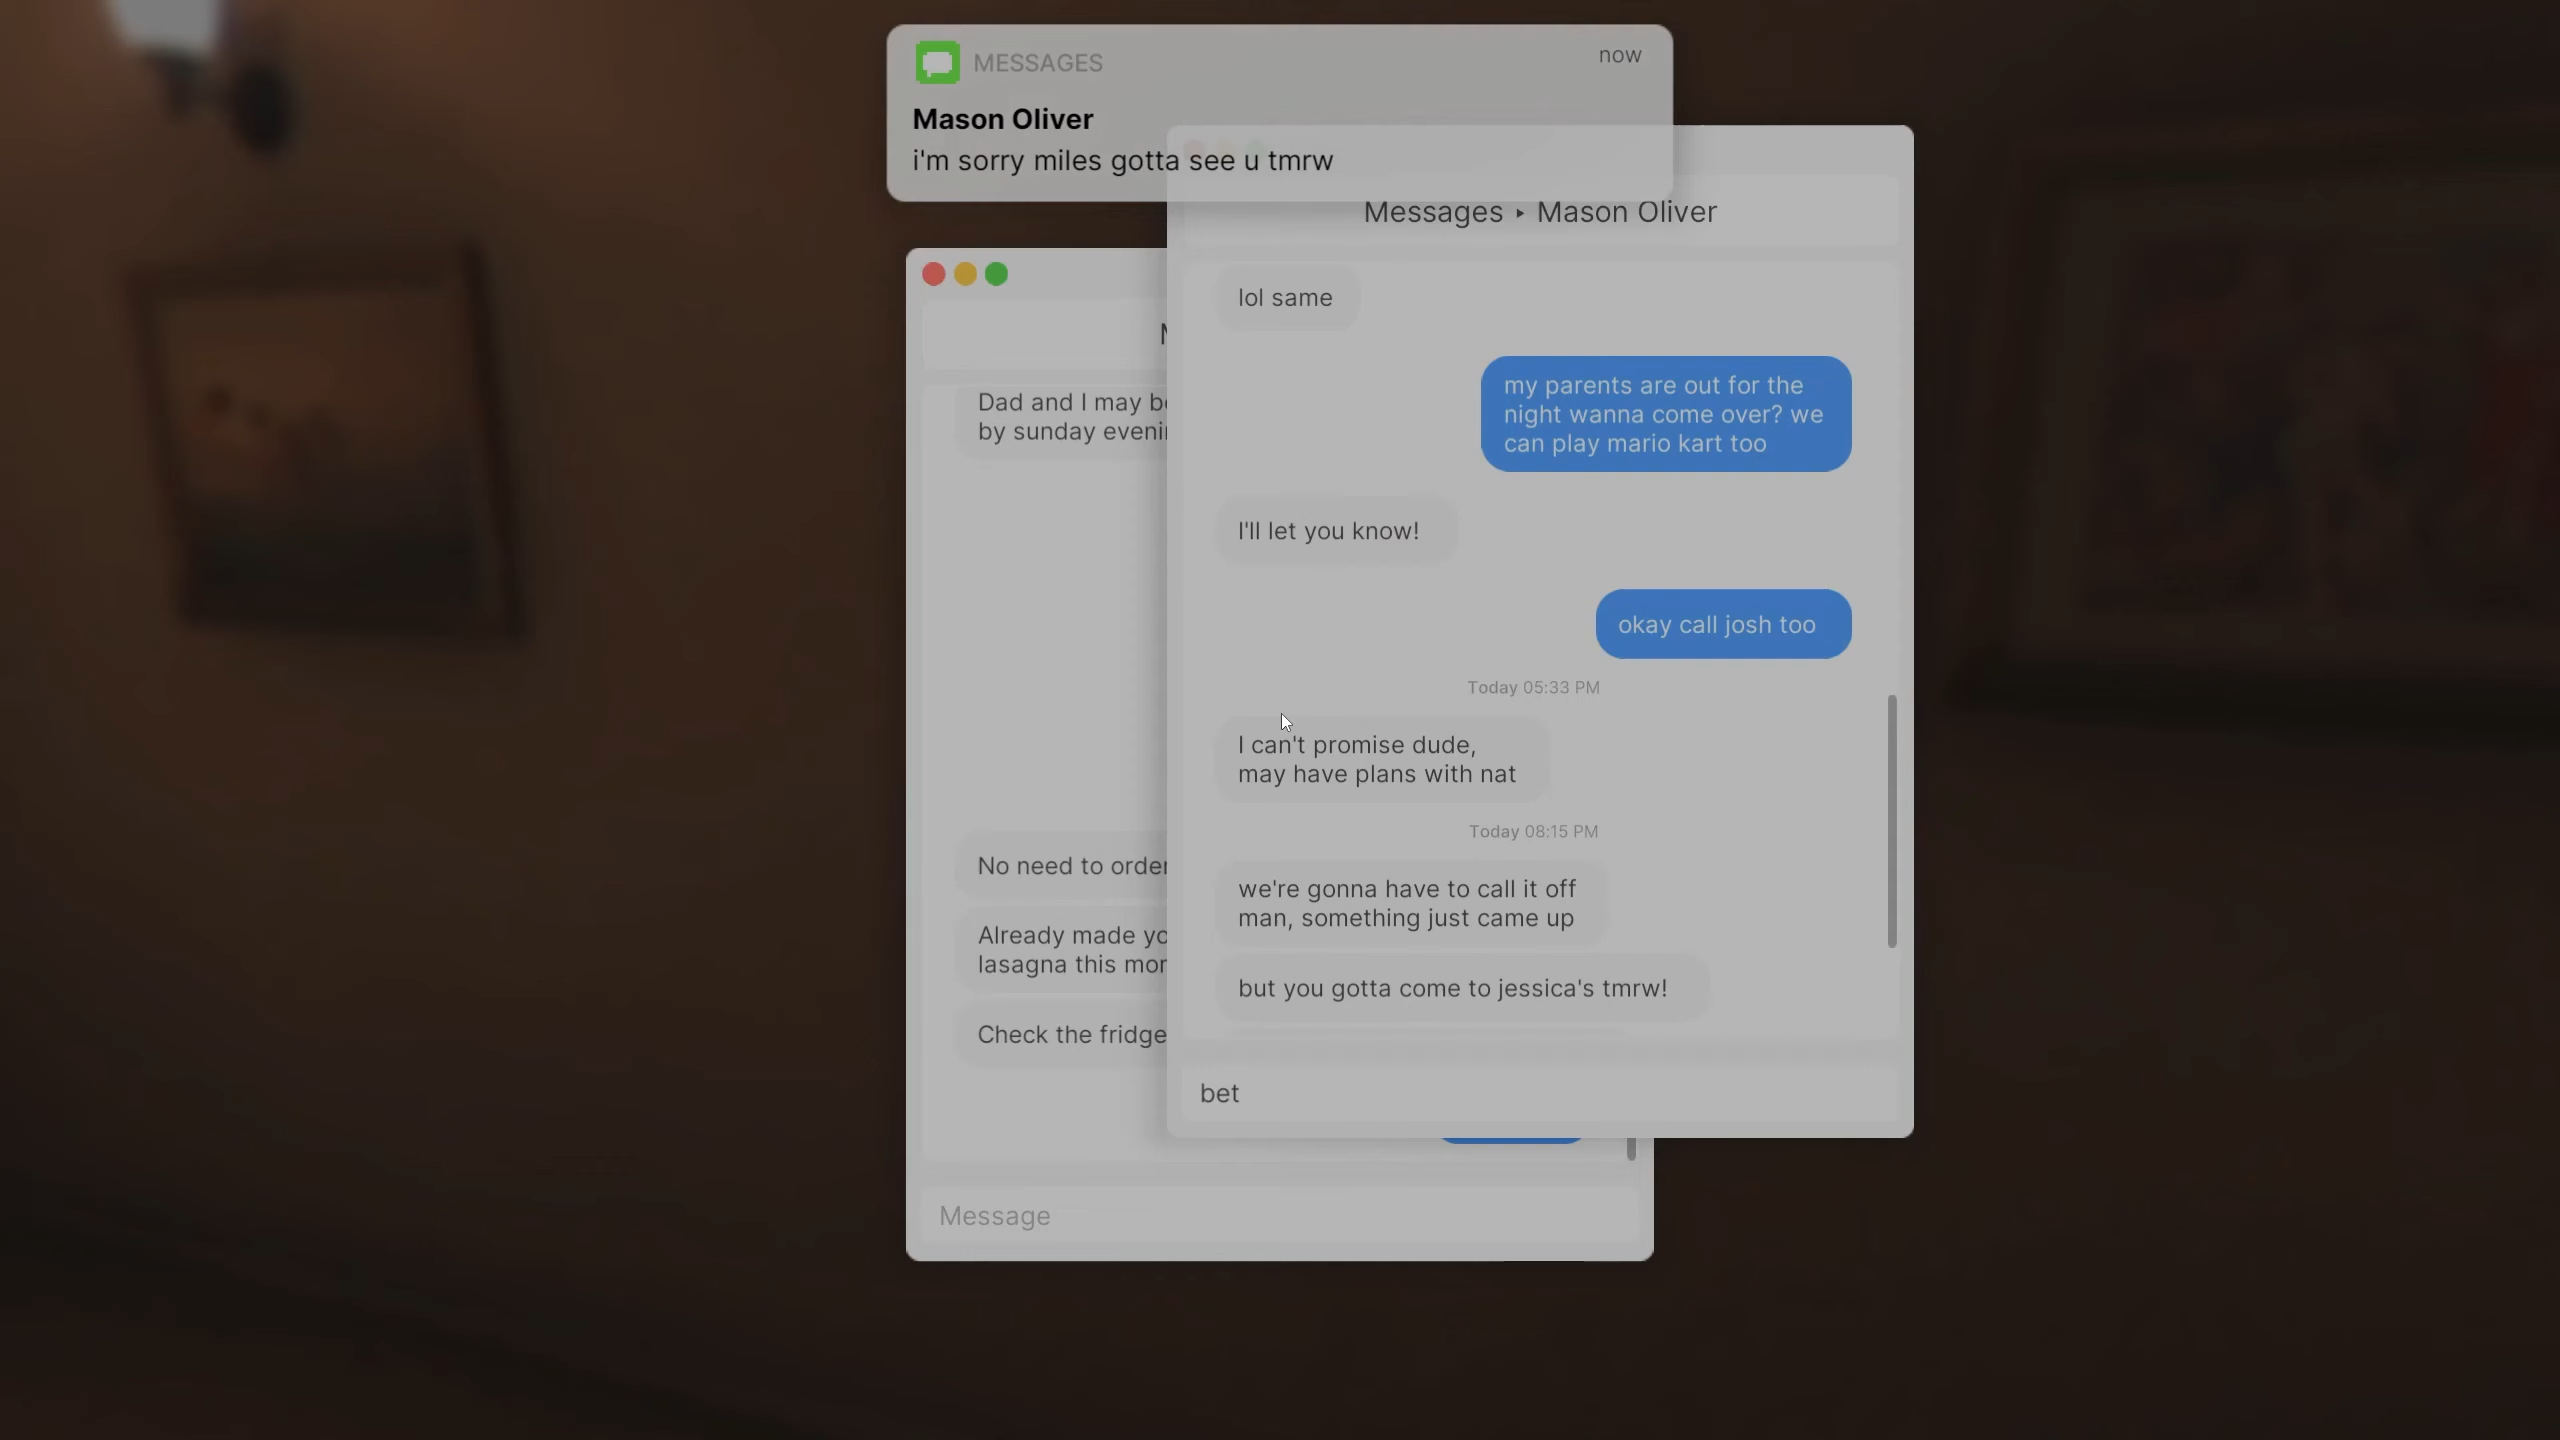 MESSAGES
now
Mason Oliver
i'm sorry miles gotta see u tmrw
Messages ▸ Mason Oliver
lol same
my parents are out for the
night wanna come over? we
can play mario kart too
I'll let you know!
okay call josh too
Today 05:33 PM
I can't promise dude,
may have plans with nat
Today 08:15 PM
we're gonna have to call it off
man, something just came up
but you gotta come to jessica's tmrw!
bet
Dad and I may
by sunday
No need to order
Already made
lasagna this
Check the fridge
Message